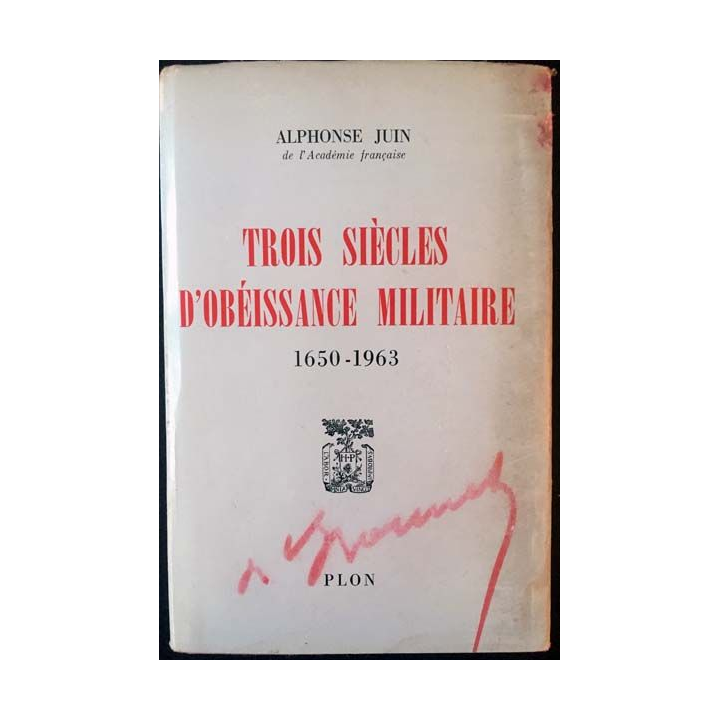 ALPHONSE JUIN
de l'Académie française
TROIS SIÈCLES
D'OBÉISSANCE MILITAIRE
1650-1963
H·P
PLON